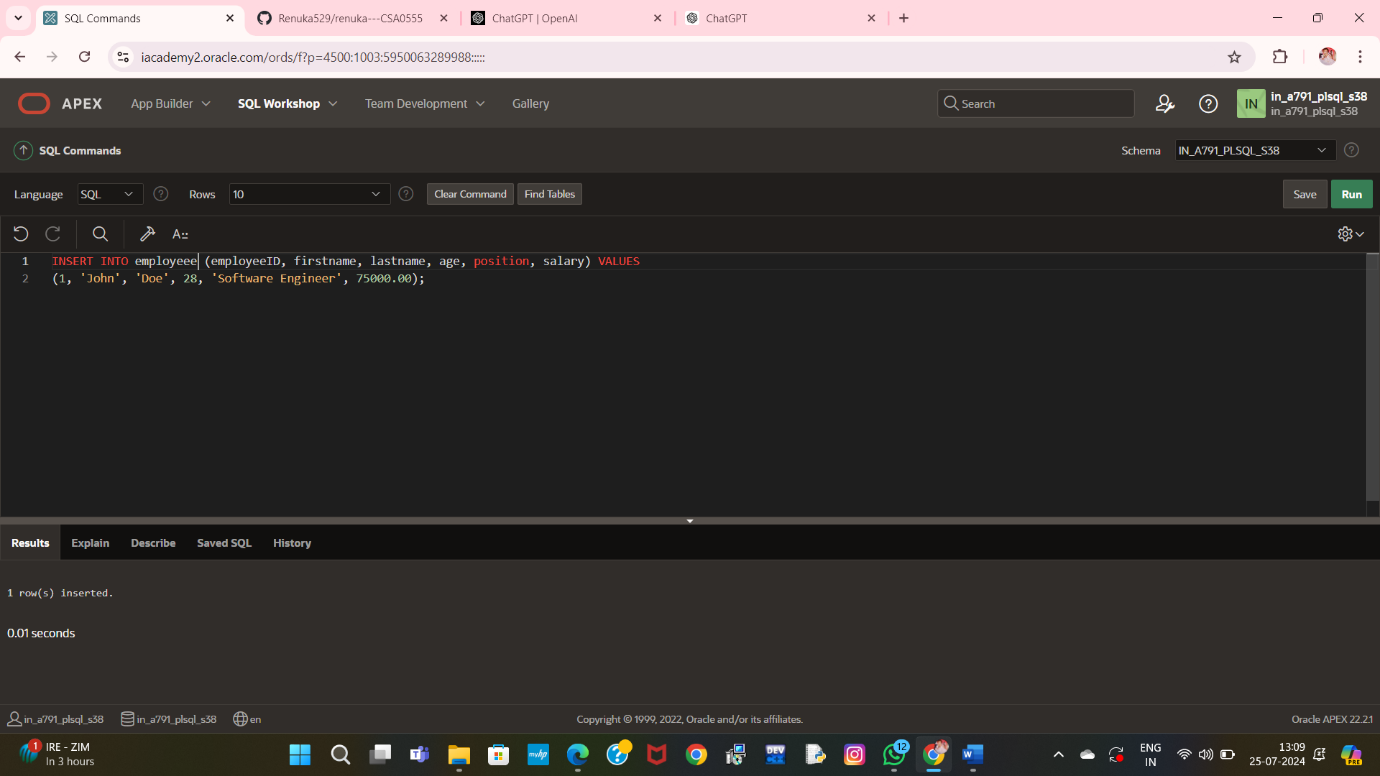 SQL Commands
Renuka529/renuka---CSA0555
ChatGPT | OpenAI
ChatGPT
iacademy2.oracle.com/ords/f?p=4500:1003:5950063289988:::::
APEX
App Builder
SQL Workshop
Team Development
Gallery
Search
IN
in_a791_plsql_s38
in_a791_plsql_s38
SQL Commands
Schema
IN_A791_PLSQL_S38
Language
SQL
Rows
10
Clear Command
Find Tables
Save
Run
1 INSERT INTO employeee (employeeID, firstname, lastname, age, position, salary) VALUES
2 (1, 'John', 'Doe', 28, 'Software Engineer', 75000.00);
Results
Explain
Describe
Saved SQL
History
1 row(s) inserted.
0.01 seconds
in_a791_plsql_s38
in_a791_plsql_s38
en
Copyright © 1999, 2022, Oracle and/or its affiliates.
Oracle APEX 22.2.1
1
IRE - ZIM
In 3 hours
myhp
DEV
12
W
ENG
IN
13:09
25-07-2024
PRE